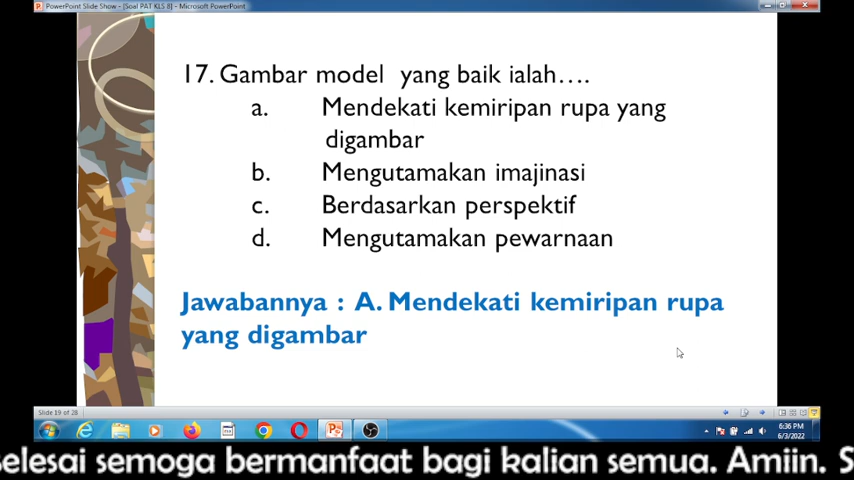 PowerPoint Slide Show - [Soal PAT KLS 8] - Microsoft PowerPoint
17. Gambar model yang baik ialah....
a. Mendekati kemiripan rupa yang
digambar
b. Mengutamakan imajinasi
c. Berdasarkan perspektif
d. Mengutamakan pewarnaan
Jawabannya : A. Mendekati kemiripan rupa
yang digambar
Slide 19 of 28
6:36 PM
6/3/2022
selesai semoga bermanfaat bagi kalian semua. Amiin. S